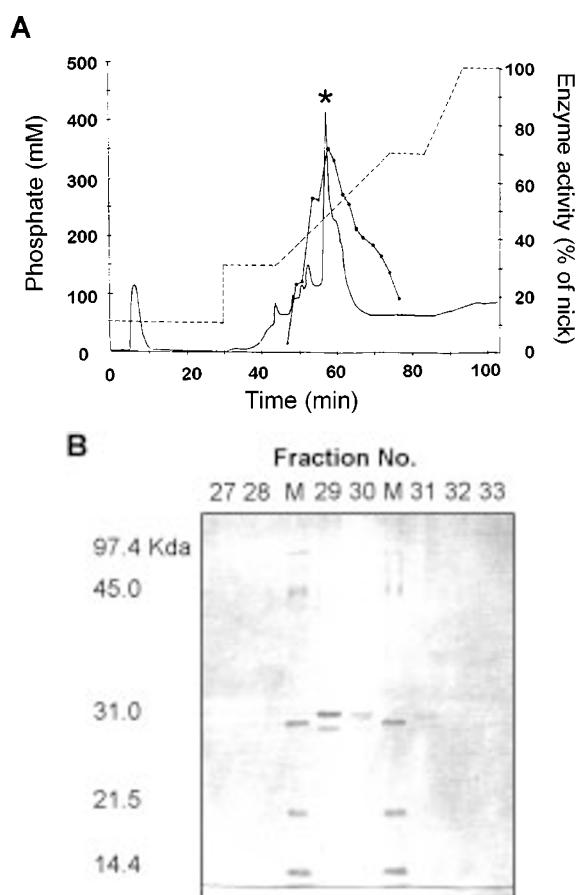 A
*
Phosphate (mM)
500
400
300
200
100
0
Enzyme activity (% of nick)
100
80
60
40
20
0
0 20 40 60 80 100
Time (min)
B
Fraction No.
27 28 M 29 30 M 31 32 33
97.4 Kda
45.0
31.0
21.5
14.4